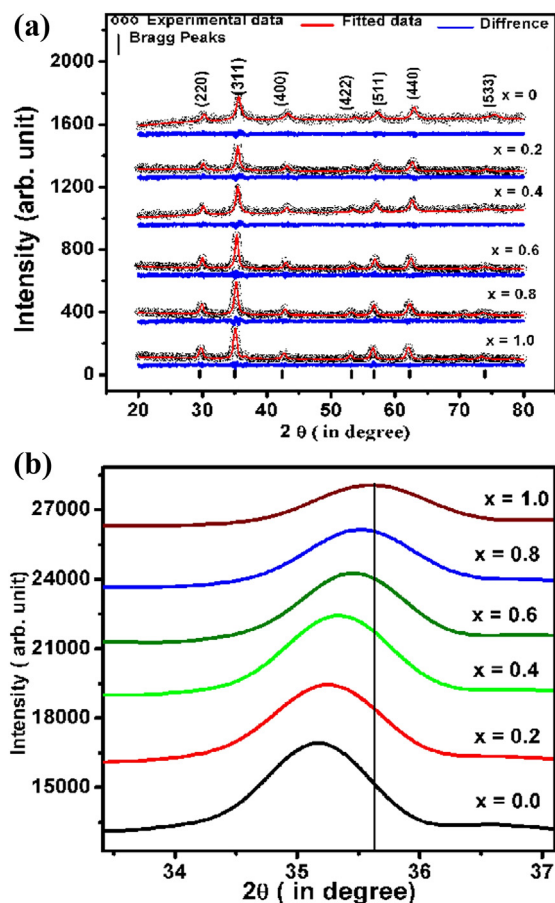 (a)
Experimental data Fitted data Diffrence
Bragg Peaks
2000
1600
1200
800
400
0
Intensity (arb. unit)
(220)
(311)
(400)
(422)
(511)
(440)
(533)
x = 0
x = 0.2
x = 0.4
x = 0.6
x = 0.8
x = 1.0
20 30 40 50 60 70 80
2 θ ( in degree)
(b)
27000
24000
21000
18000
15000
Intensity ( arb. unit)
x = 1.0
x = 0.8
x = 0.6
x = 0.4
x = 0.2
x = 0.0
34 35 36 37
2θ ( in degree)